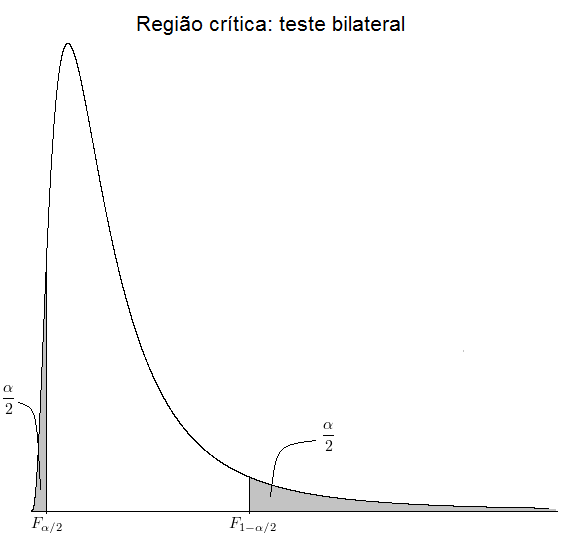 Região crítica: teste bilateral
α/2
α/2
F_{α/2}
F_{1−α/2}